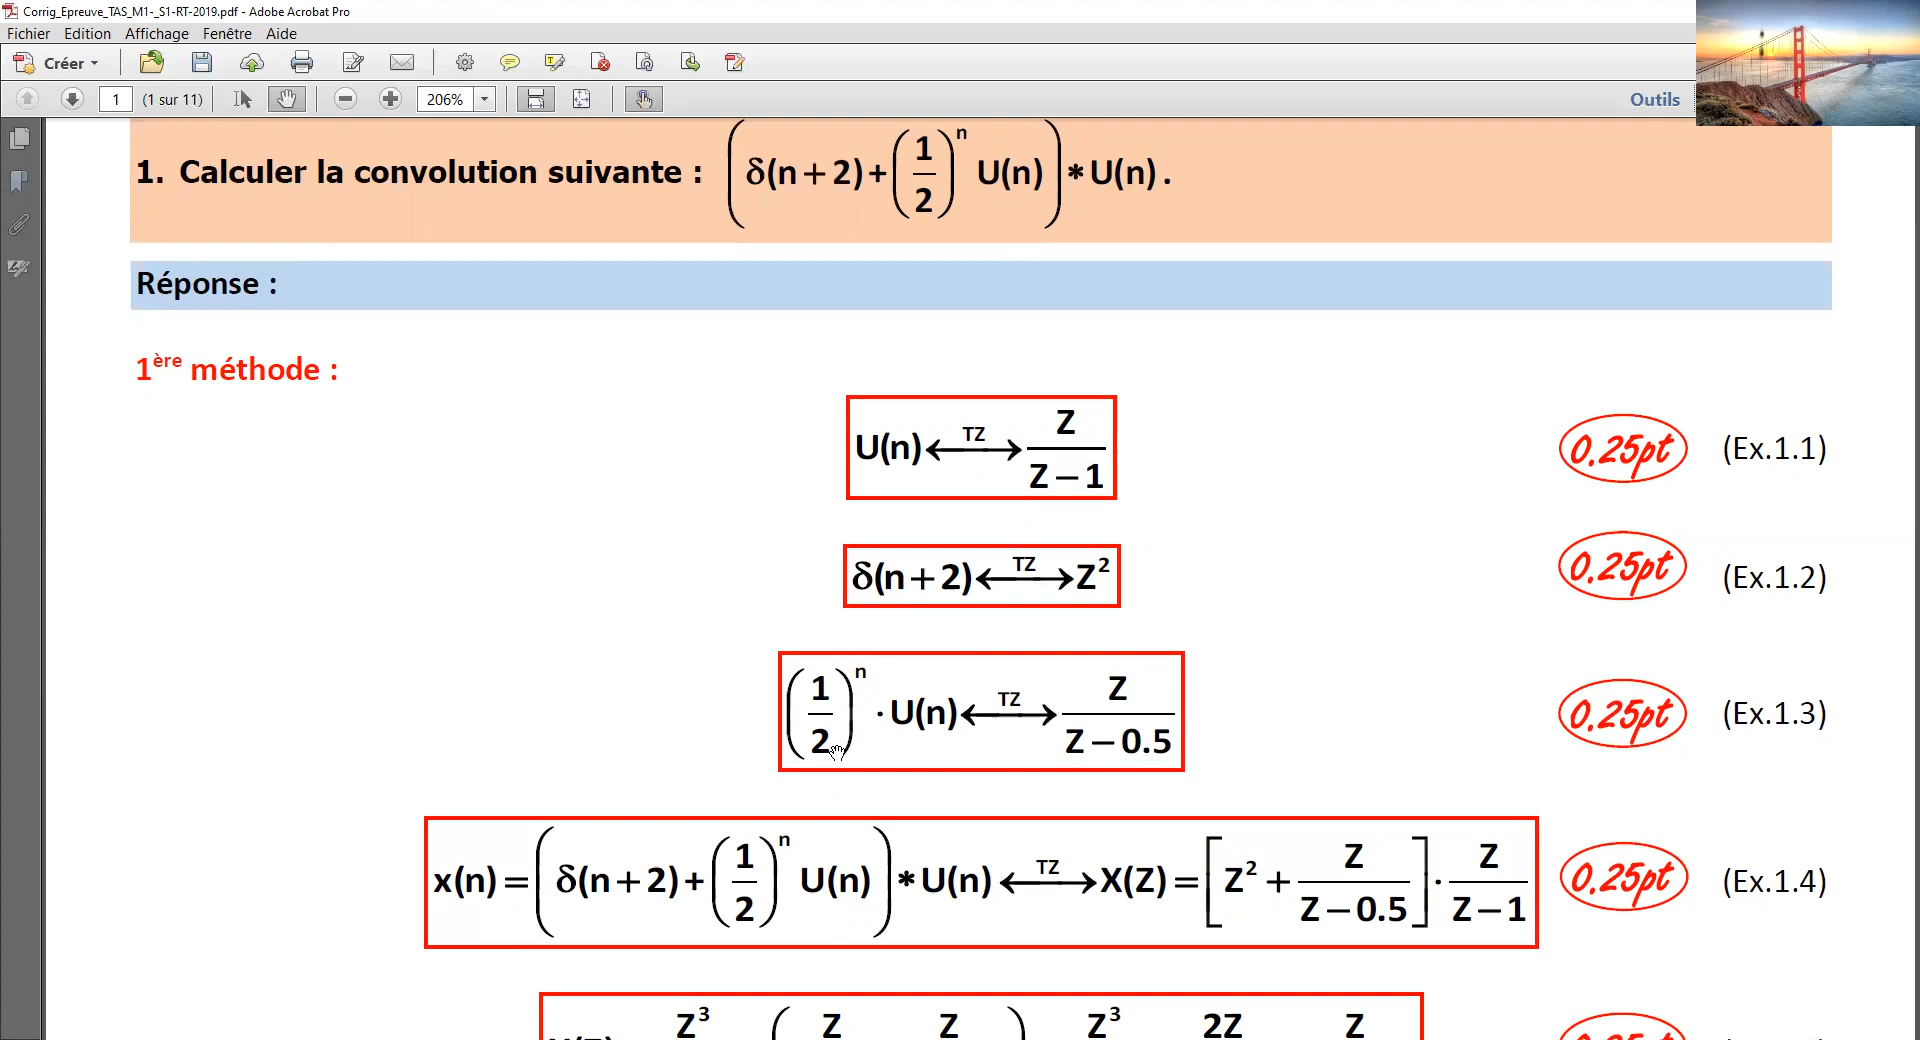 Corrig_Epreuve_TAS_M1-_S1-RT-2019.pdf - Adobe Acrobat Pro
Fichier Edition Affichage Fenêtre Aide
Créer
1 (1 sur 11) 206% Outils
1. Calculer la convolution suivante : (δ(n+2)+(1/2)^n U(n))*U(n).
Réponse :
1ère méthode :
U(n) ←TZ→ Z/(Z−1) 0.25pt (Ex.1.1)
δ(n+2) ←TZ→ Z² 0.25pt (Ex.1.2)
(1/2)^n · U(n) ←TZ→ Z/(Z−0.5) 0.25pt (Ex.1.3)
x(n)=(δ(n+2)+(1/2)^n U(n))*U(n) ←TZ→ X(Z)=[Z²+Z/(Z−0.5)]·Z/(Z−1) 0.25pt (Ex.1.4)
Z³ ( Z Z ) Z³ 2Z Z